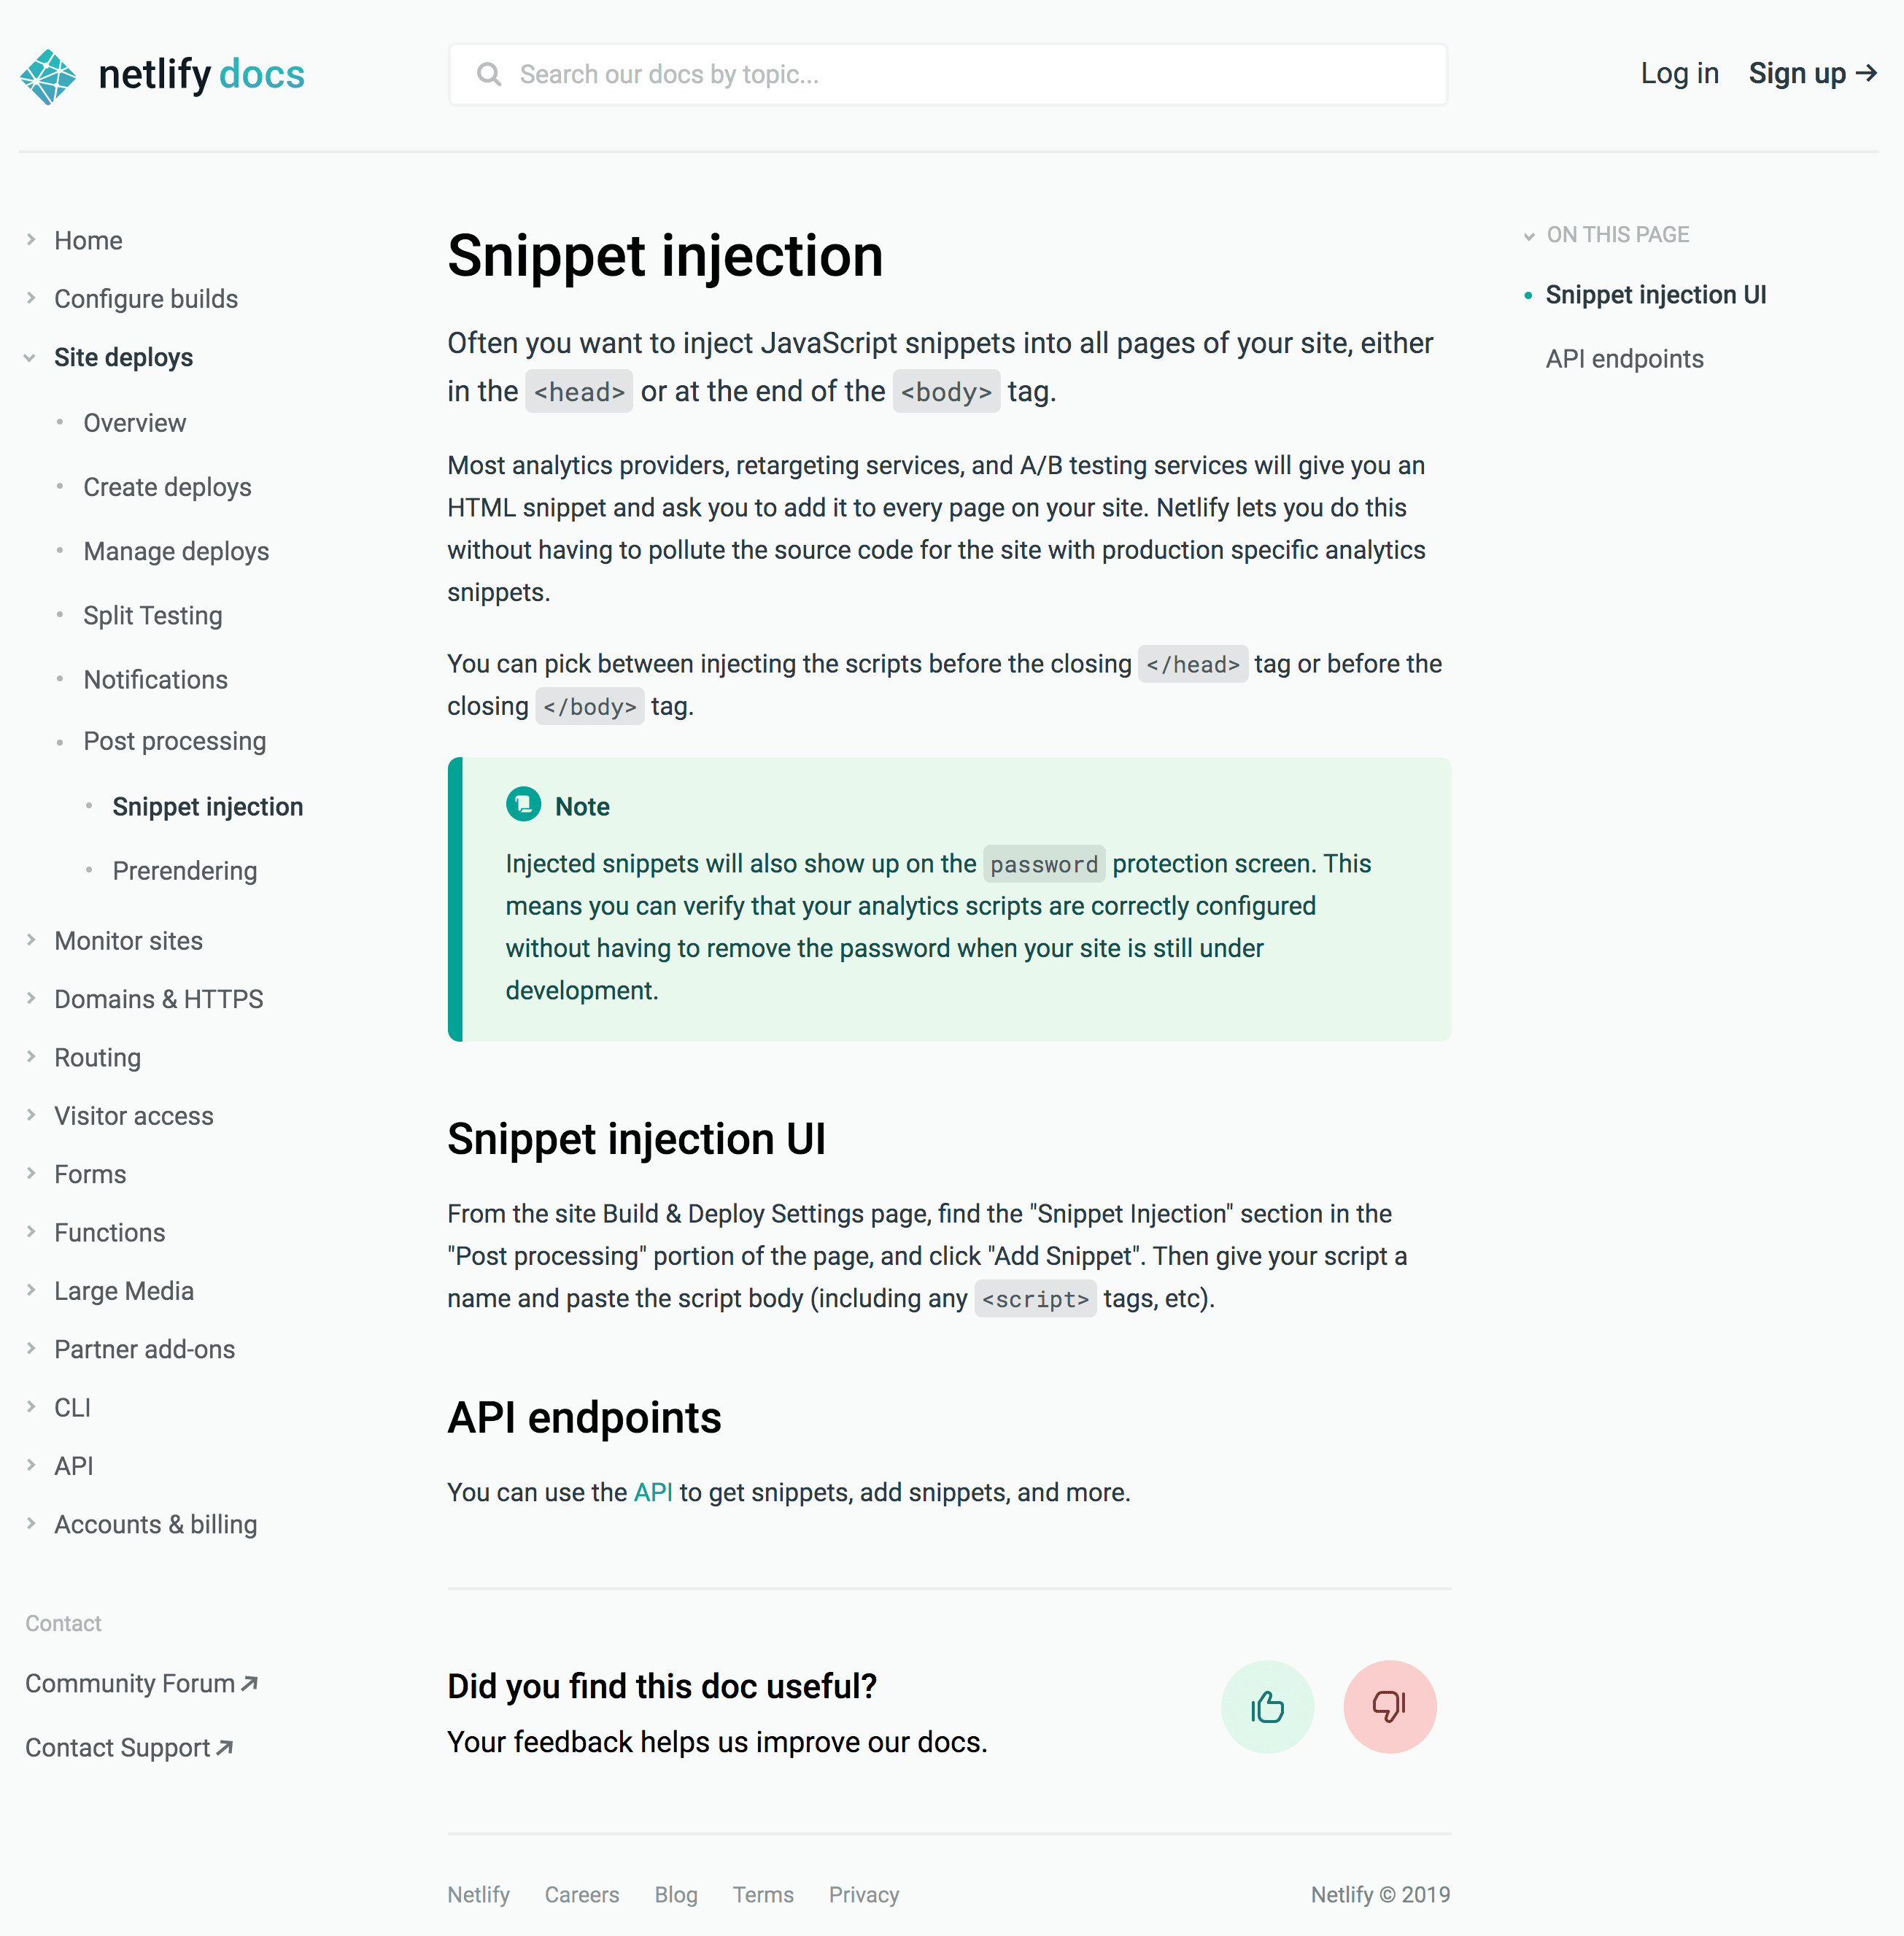 netlify docs
Search our docs by topic...
Log in
Sign up →
Home
Configure builds
Site deploys
Overview
Create deploys
Manage deploys
Split Testing
Notifications
Post processing
Snippet injection
Prerendering
Monitor sites
Domains & HTTPS
Routing
Visitor access
Forms
Functions
Large Media
Partner add-ons
CLI
API
Accounts & billing
Contact
Community Forum
Contact Support
Snippet injection
Often you want to inject JavaScript snippets into all pages of your site, either
in the <head> or at the end of the <body> tag.
Most analytics providers, retargeting services, and A/B testing services will give you an
HTML snippet and ask you to add it to every page on your site. Netlify lets you do this
without having to pollute the source code for the site with production specific analytics
snippets.
You can pick between injecting the scripts before the closing </head> tag or before the
closing </body> tag.
Note
Injected snippets will also show up on the password protection screen. This
means you can verify that your analytics scripts are correctly configured
without having to remove the password when your site is still under
development.
Snippet injection UI
From the site Build & Deploy Settings page, find the "Snippet Injection" section in the
"Post processing" portion of the page, and click "Add Snippet". Then give your script a
name and paste the script body (including any <script> tags, etc).
API endpoints
You can use the API to get snippets, add snippets, and more.
Did you find this doc useful?
Your feedback helps us improve our docs.
Netlify
Careers
Blog
Terms
Privacy
Netlify © 2019
ON THIS PAGE
Snippet injection UI
API endpoints